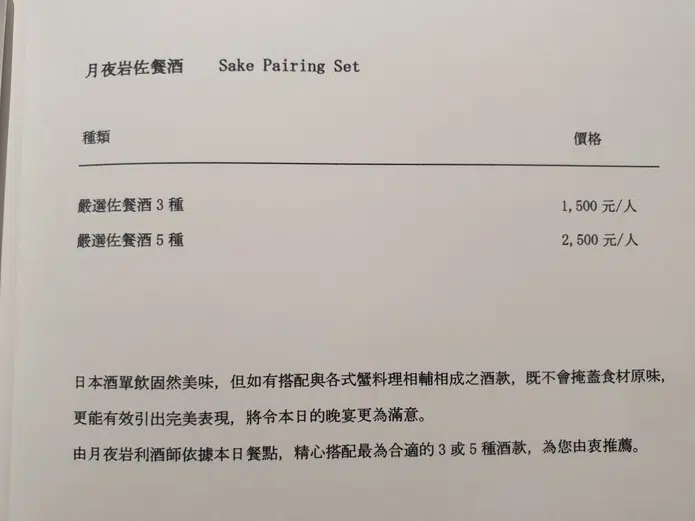 月夜岩佐餐酒 Sake Pairing Set
種類 價格
嚴選佐餐酒 3 種 1,500 元/人
嚴選佐餐酒 5 種 2,500 元/人
日本酒單飲固然美味，但如有搭配與各式蟹料理相輔相成之酒款，既不會掩蓋食材原味，
更能有效引出完美表現，將令本日的晚宴更為滿意。
由月夜岩利酒師依據本日餐點，精心搭配最為合適的 3 或 5 種酒款，為您由衷推薦。